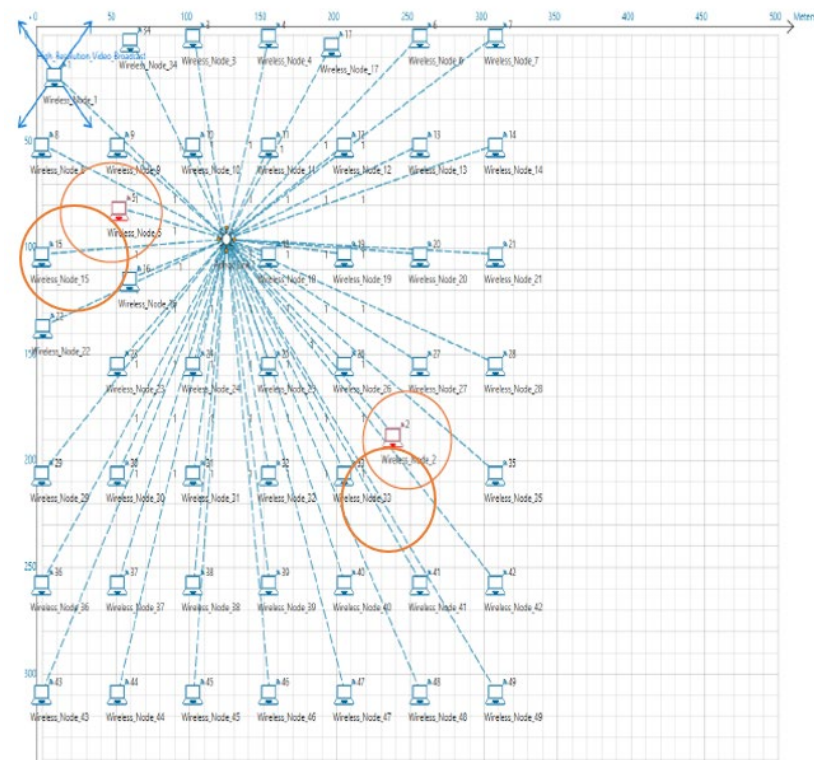 0 50 100 150 200 250 300 350 400 450 500 Meters
34 3 4 17 6 7
High_Resolution_Video_Broadcast
Wireless_Node_34 Wireless_Node_3 Wireless_Node_4 Wireless_Node_17 Wireless_Node_6 Wireless_Node_7
Wireless_Node_1
50 8 9 10 11 12 13 14
Wireless_Node_8 Wireless_Node_9 Wireless_Node_10 Wireless_Node_11 Wireless_Node_12 Wireless_Node_13 Wireless_Node_14
5
Wireless_Node_5
100 15 18 19 20 21
Wireless_Node_15 Wireless_Node_18 Wireless_Node_19 Wireless_Node_20 Wireless_Node_21
16
Wireless_Node_16
22
Wireless_Node_22
150 23 24 25 26 27 28
Wireless_Node_23 Wireless_Node_24 Wireless_Node_25 Wireless_Node_26 Wireless_Node_27 Wireless_Node_28
2
Wireless_Node_2
200 29 30 31 32 33 35
Wireless_Node_29 Wireless_Node_30 Wireless_Node_31 Wireless_Node_32 Wireless_Node_33 Wireless_Node_35
250 36 37 38 39 40 41 42
Wireless_Node_36 Wireless_Node_37 Wireless_Node_38 Wireless_Node_39 Wireless_Node_40 Wireless_Node_41 Wireless_Node_42
300 43 44 45 46 47 48 49
Wireless_Node_43 Wireless_Node_44 Wireless_Node_45 Wireless_Node_46 Wireless_Node_47 Wireless_Node_48 Wireless_Node_49